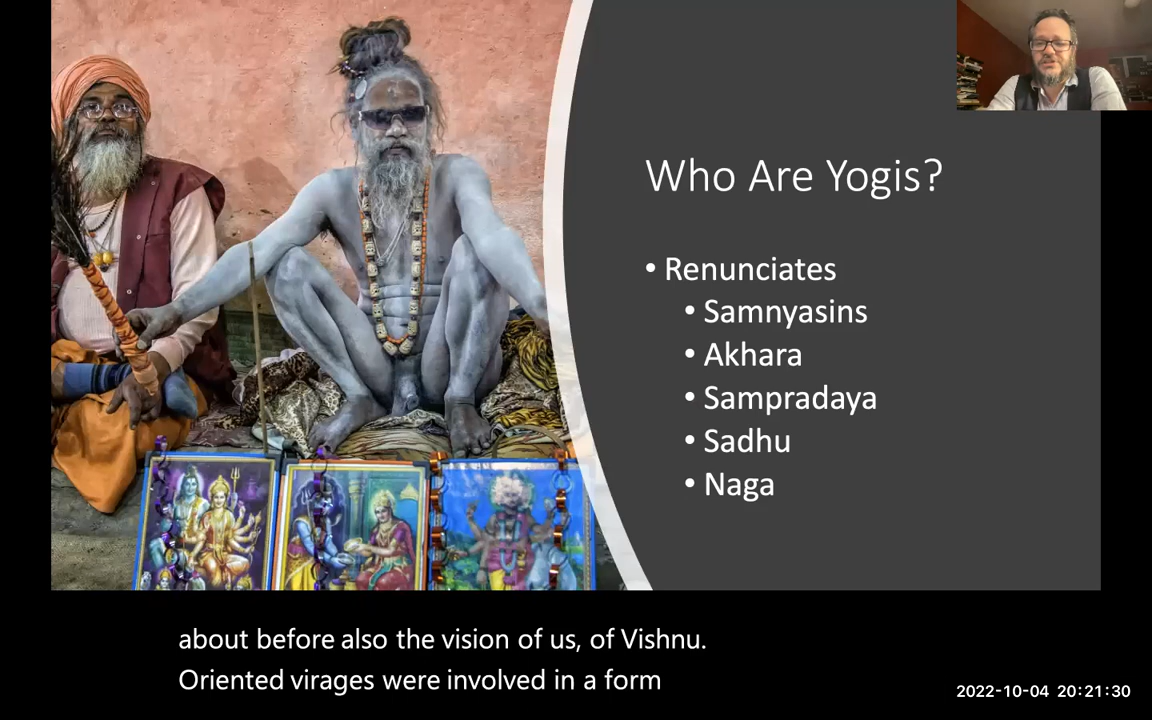 Who Are Yogis?
• Renunciates
• Samnyasins
• Akhara
• Sampradaya
• Sadhu
• Naga
about before also the vision of us, of Vishnu.
Oriented virages were involved in a form
2022-10-04 20:21:30